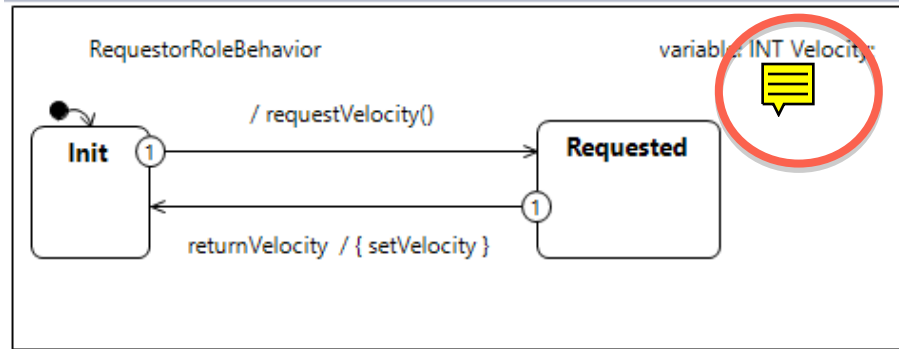 RequestorRoleBehavior
variable: INT Velocity;
/ requestVelocity()
Init
1
Requested
1
returnVelocity / { setVelocity }